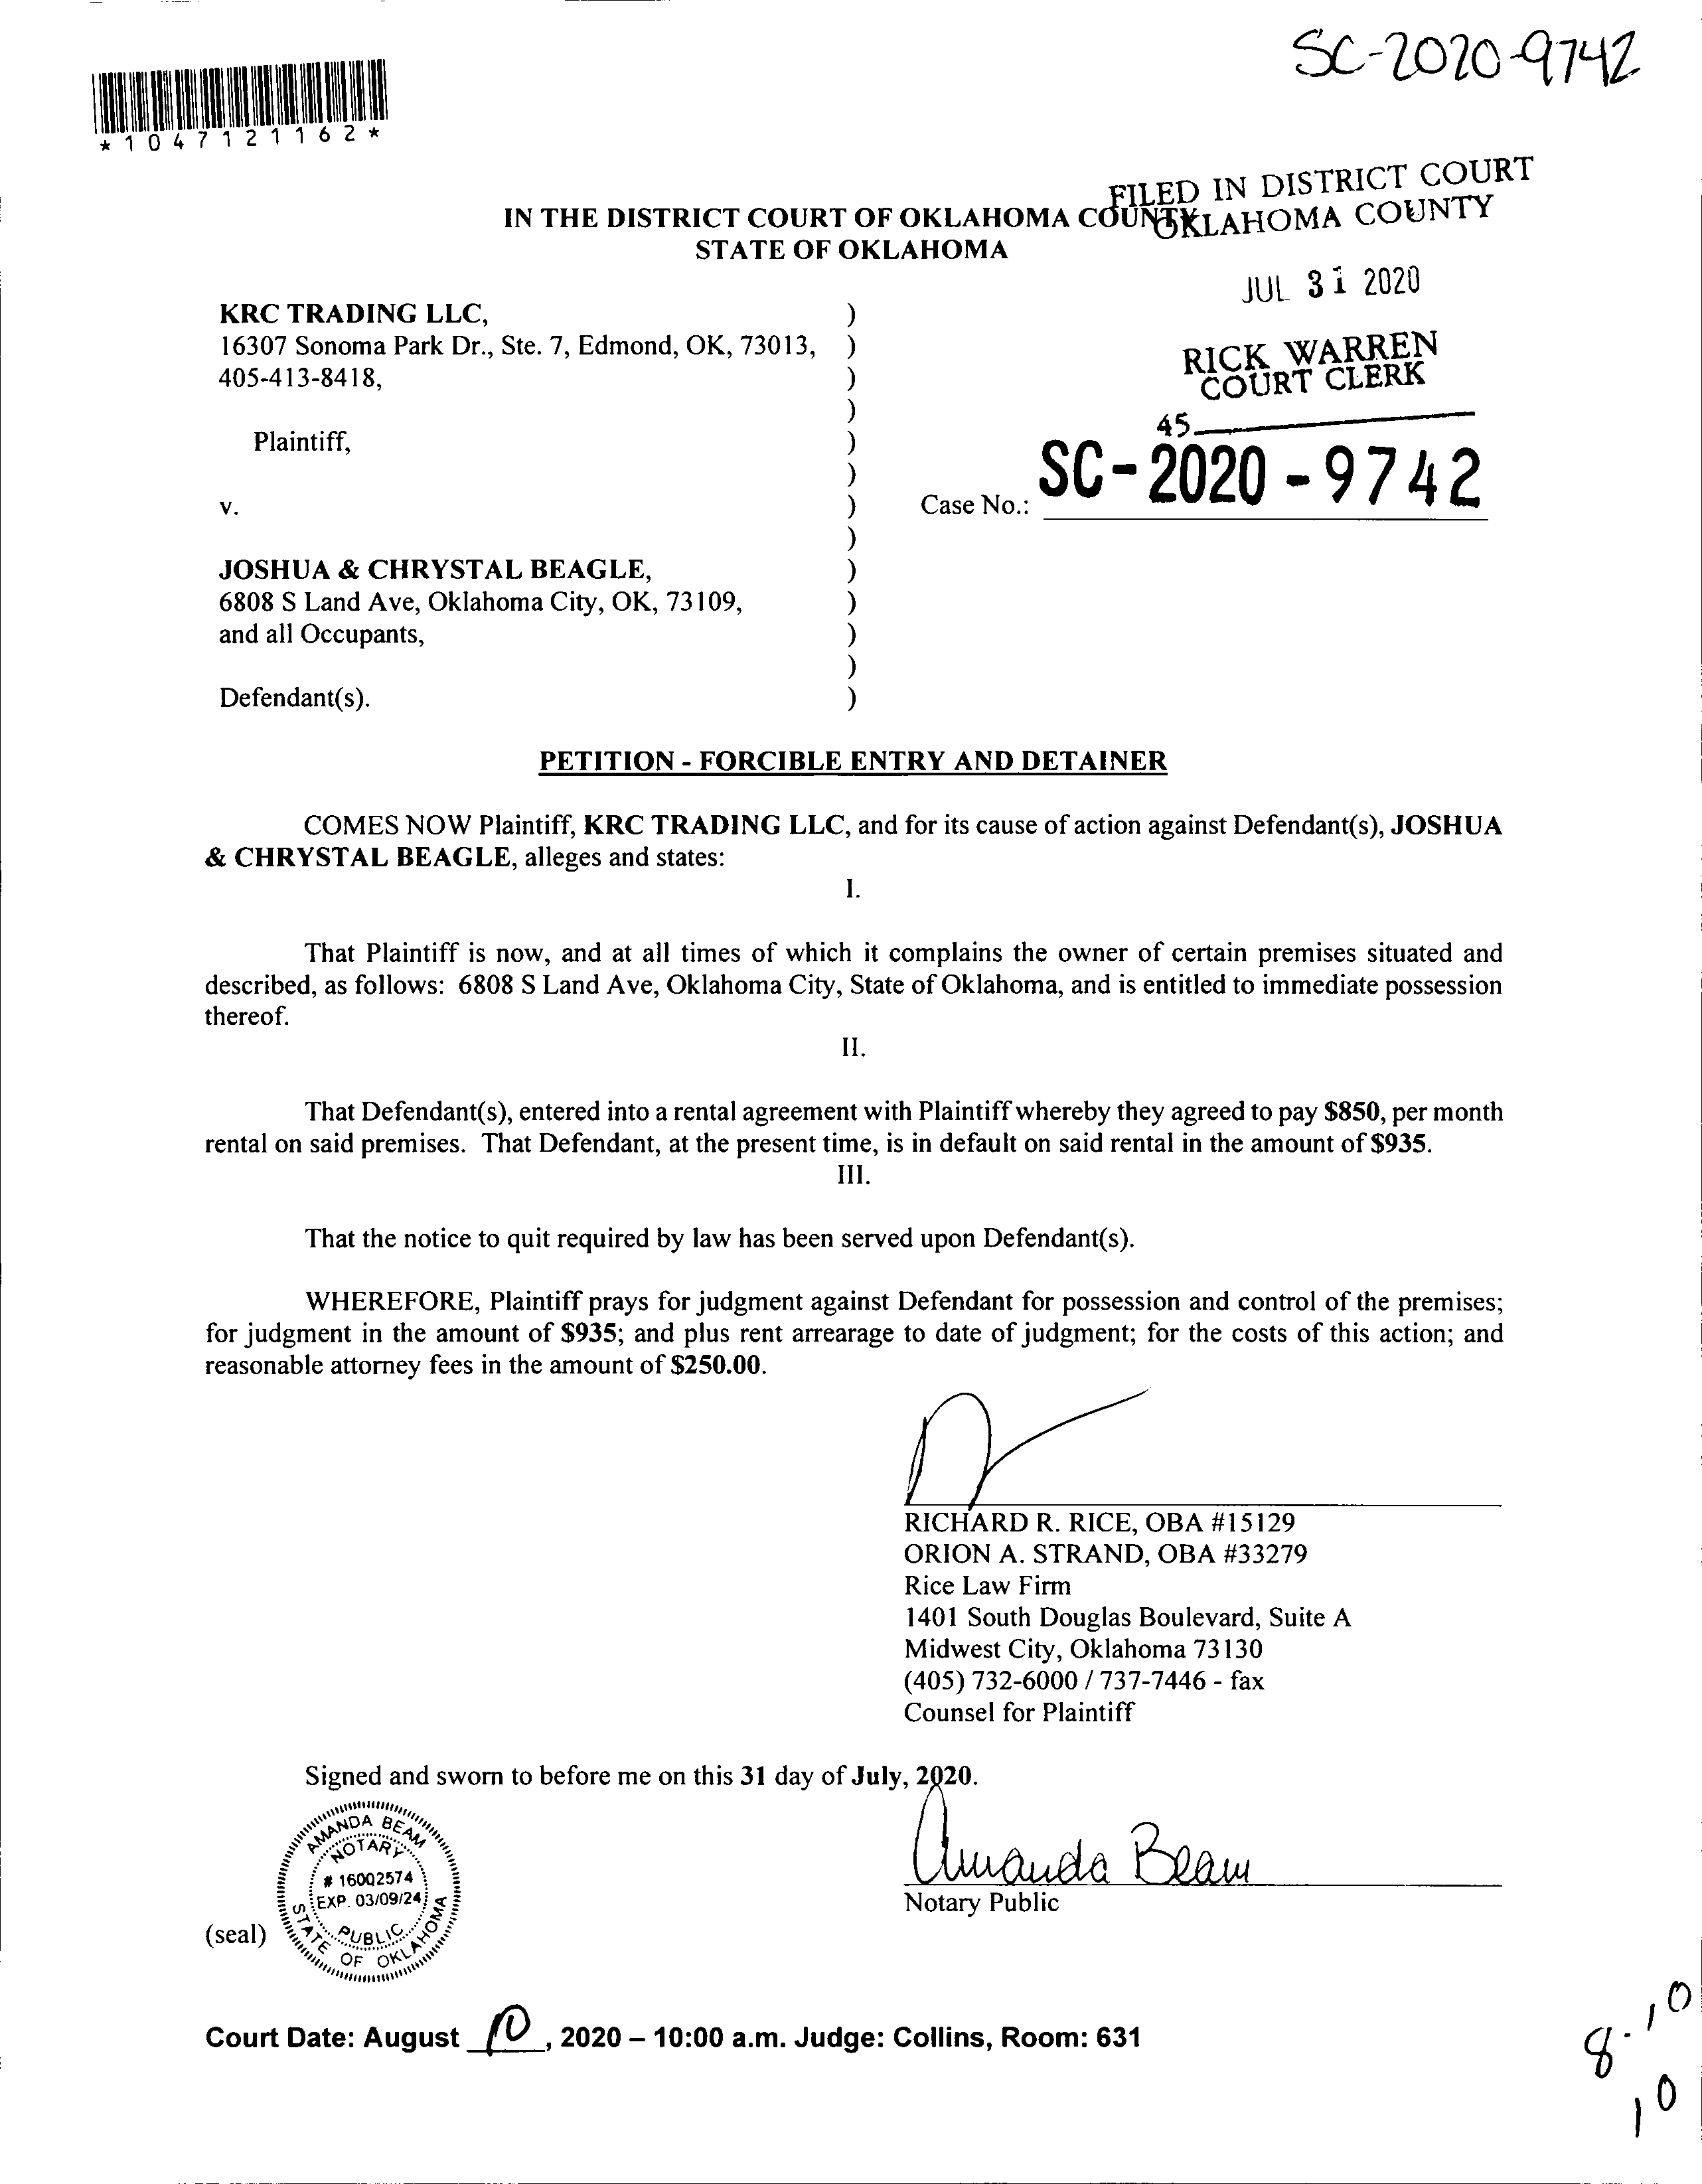 SC-2020-9742
*1047121162*
FILED IN DISTRICT COURT
OKLAHOMA COUNTY
IN THE DISTRICT COURT OF OKLAHOMA COUNTY
STATE OF OKLAHOMA
JUL 31 2020
RICK WARREN
COURT CLERK
45
KRC TRADING LLC, )
16307 Sonoma Park Dr., Ste. 7, Edmond, OK, 73013, )
405-413-8418, )
)
Plaintiff, )
)
v. ) Case No.: SC-2020-9742
)
JOSHUA & CHRYSTAL BEAGLE, )
6808 S Land Ave, Oklahoma City, OK, 73109, )
and all Occupants, )
)
Defendant(s). )
PETITION - FORCIBLE ENTRY AND DETAINER
COMES NOW Plaintiff, KRC TRADING LLC, and for its cause of action against Defendant(s), JOSHUA
& CHRYSTAL BEAGLE, alleges and states:
I.
That Plaintiff is now, and at all times of which it complains the owner of certain premises situated and
described, as follows: 6808 S Land Ave, Oklahoma City, State of Oklahoma, and is entitled to immediate possession
thereof.
II.
That Defendant(s), entered into a rental agreement with Plaintiff whereby they agreed to pay $850, per month
rental on said premises. That Defendant, at the present time, is in default on said rental in the amount of $935.
III.
That the notice to quit required by law has been served upon Defendant(s).
WHEREFORE, Plaintiff prays for judgment against Defendant for possession and control of the premises;
for judgment in the amount of $935; and plus rent arrearage to date of judgment; for the costs of this action; and
reasonable attorney fees in the amount of $250.00.
RICHARD R. RICE, OBA #15129
ORION A. STRAND, OBA #33279
Rice Law Firm
1401 South Douglas Boulevard, Suite A
Midwest City, Oklahoma 73130
(405) 732-6000 / 737-7446 - fax
Counsel for Plaintiff
Signed and sworn to before me on this 31 day of July, 2020.
AMANDA BEAM
NOTARY
# 16002574
EXP. 03/09/24
PUBLIC
STATE OF OKLAHOMA
Amanda Beam
Notary Public
(seal)
Court Date: August 10, 2020 – 10:00 a.m. Judge: Collins, Room: 631
8-10
10